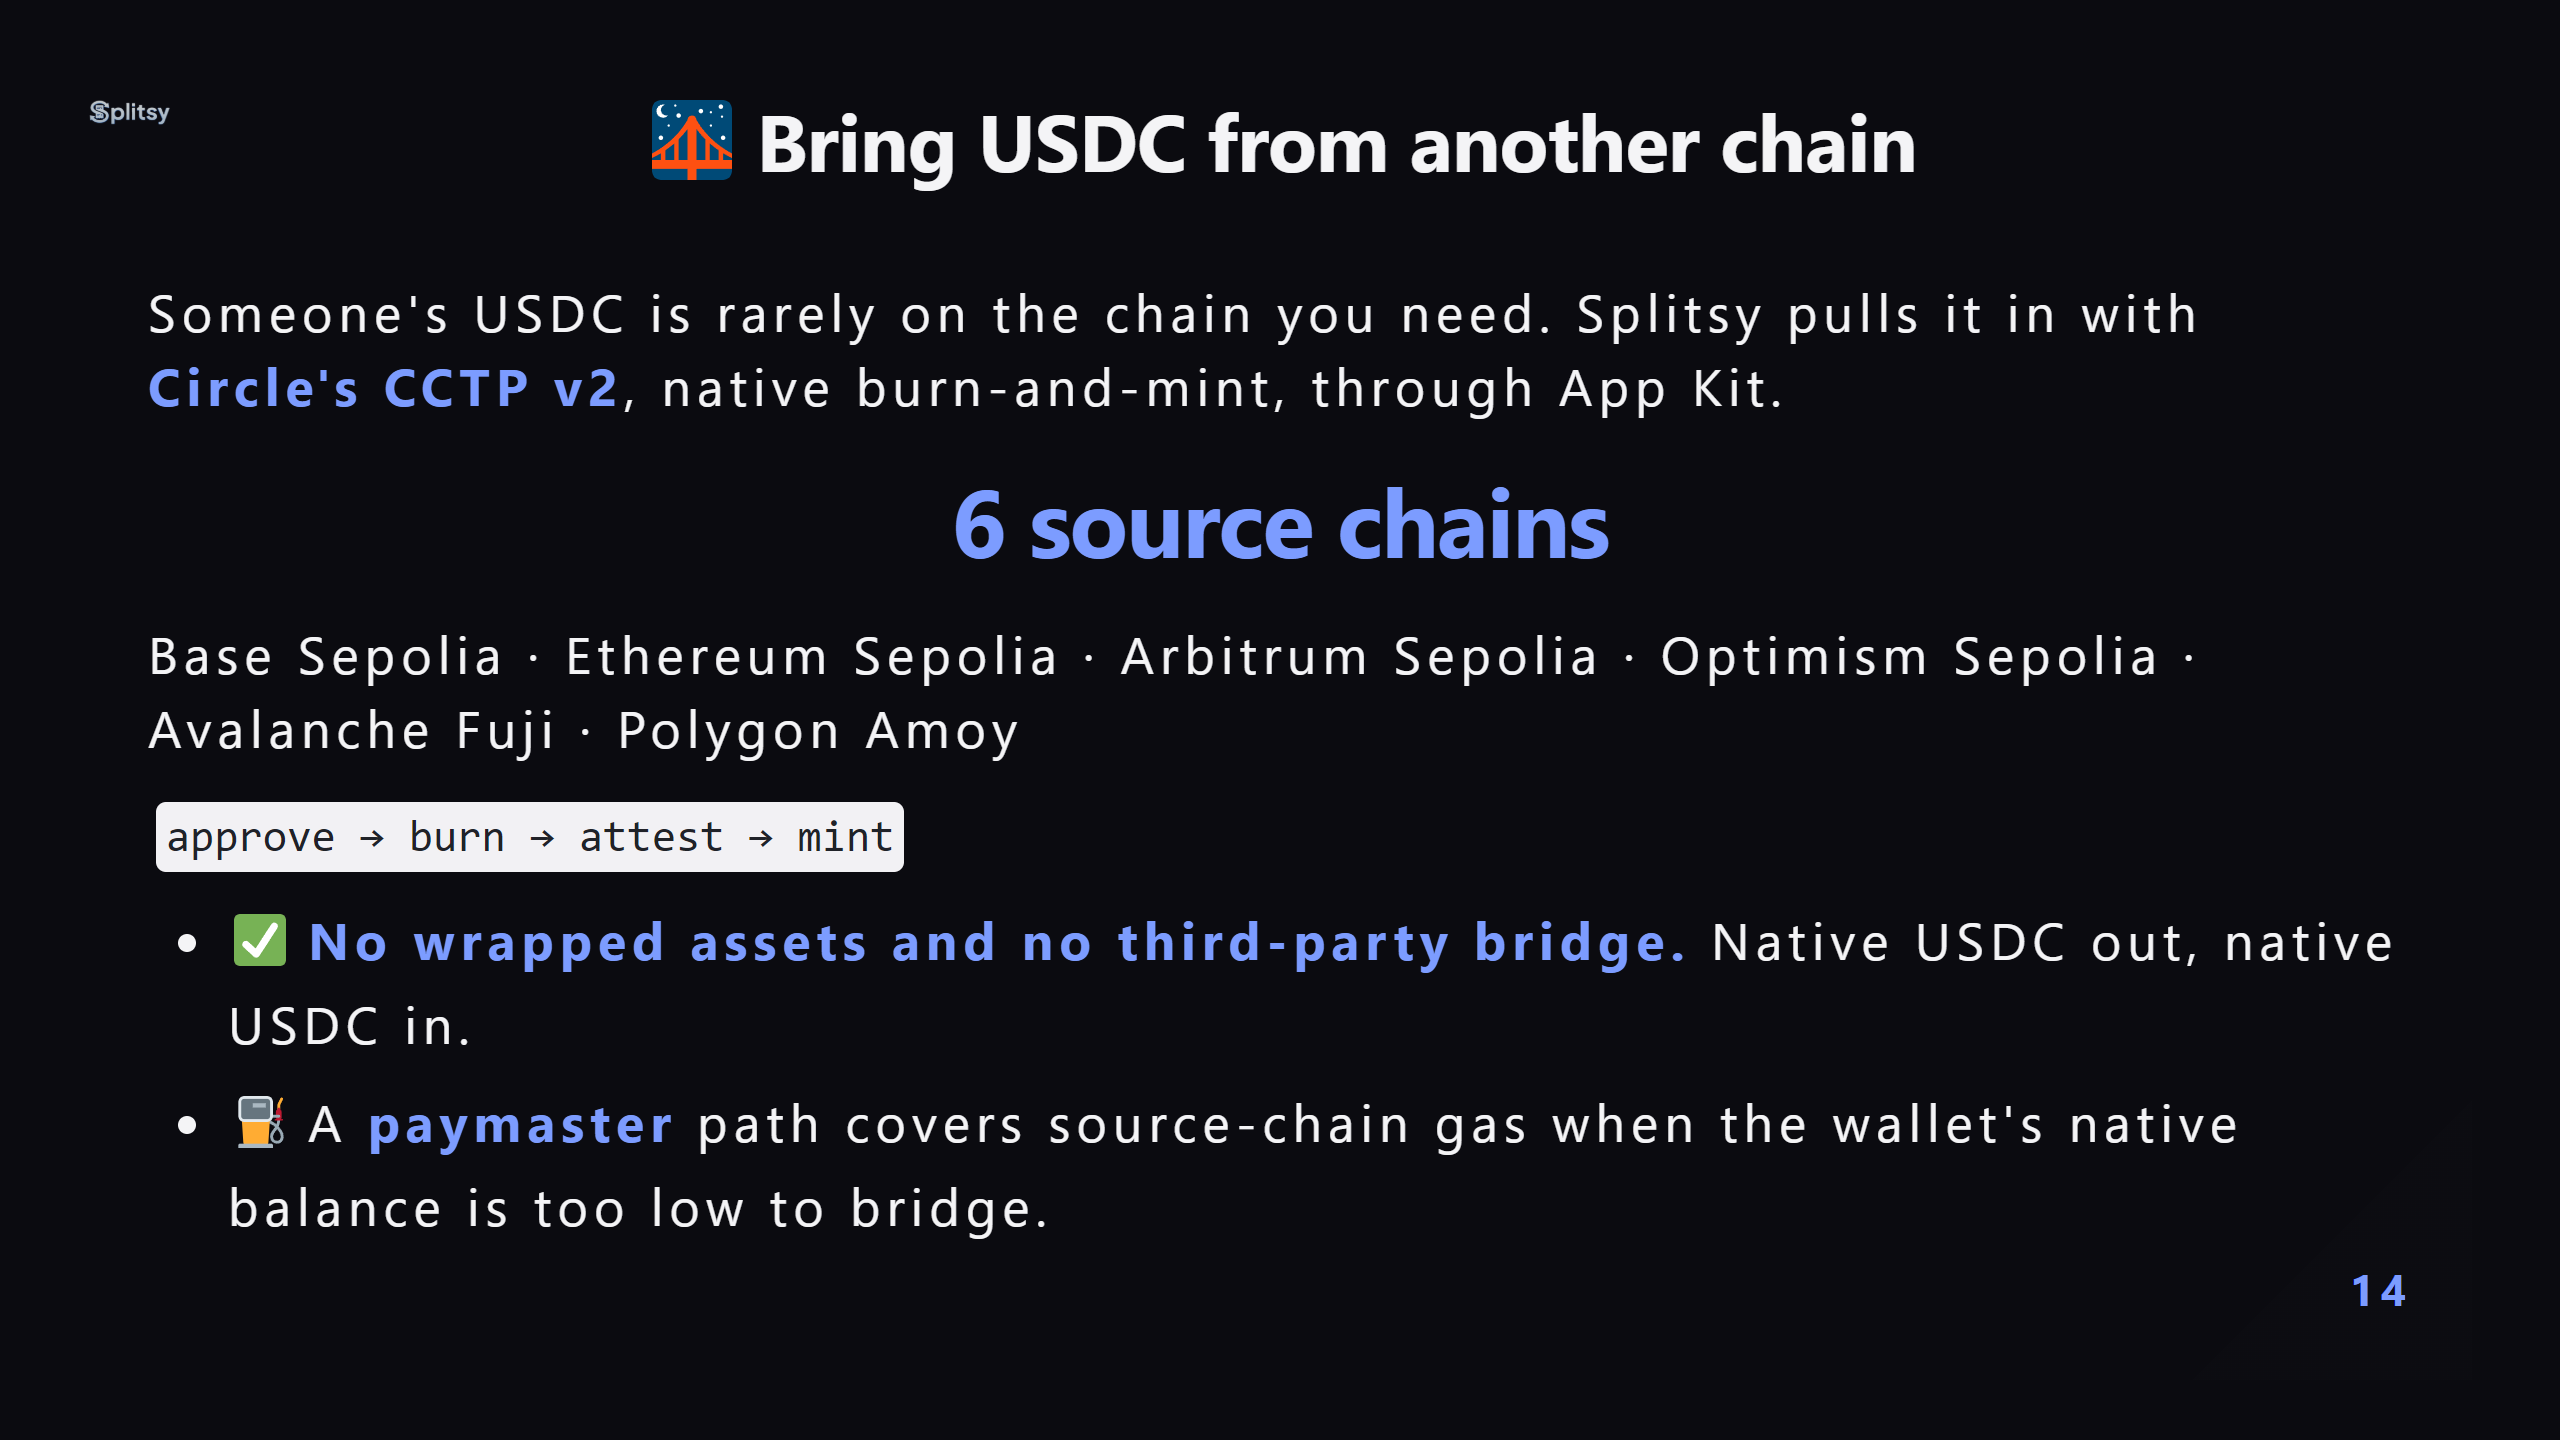 Splitsy
Bring USDC from another chain
Someone's USDC is rarely on the chain you need. Splitsy pulls it in with
Circle's CCTP v2, native burn-and-mint, through App Kit.
6 source chains
Base Sepolia · Ethereum Sepolia · Arbitrum Sepolia · Optimism Sepolia ·
Avalanche Fuji · Polygon Amoy
approve → burn → attest → mint
• ✅ No wrapped assets and no third-party bridge. Native USDC out, native
USDC in.
• ⛽ A paymaster path covers source-chain gas when the wallet's native
balance is too low to bridge.
14